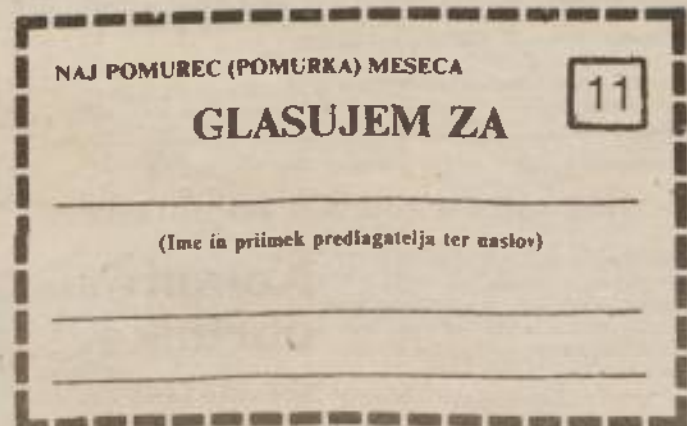 NAJ POMUREC (POMURKA) MESECA
11
GLASUJEM ZA
(Ime in priimek predlagatelja ter naslov)